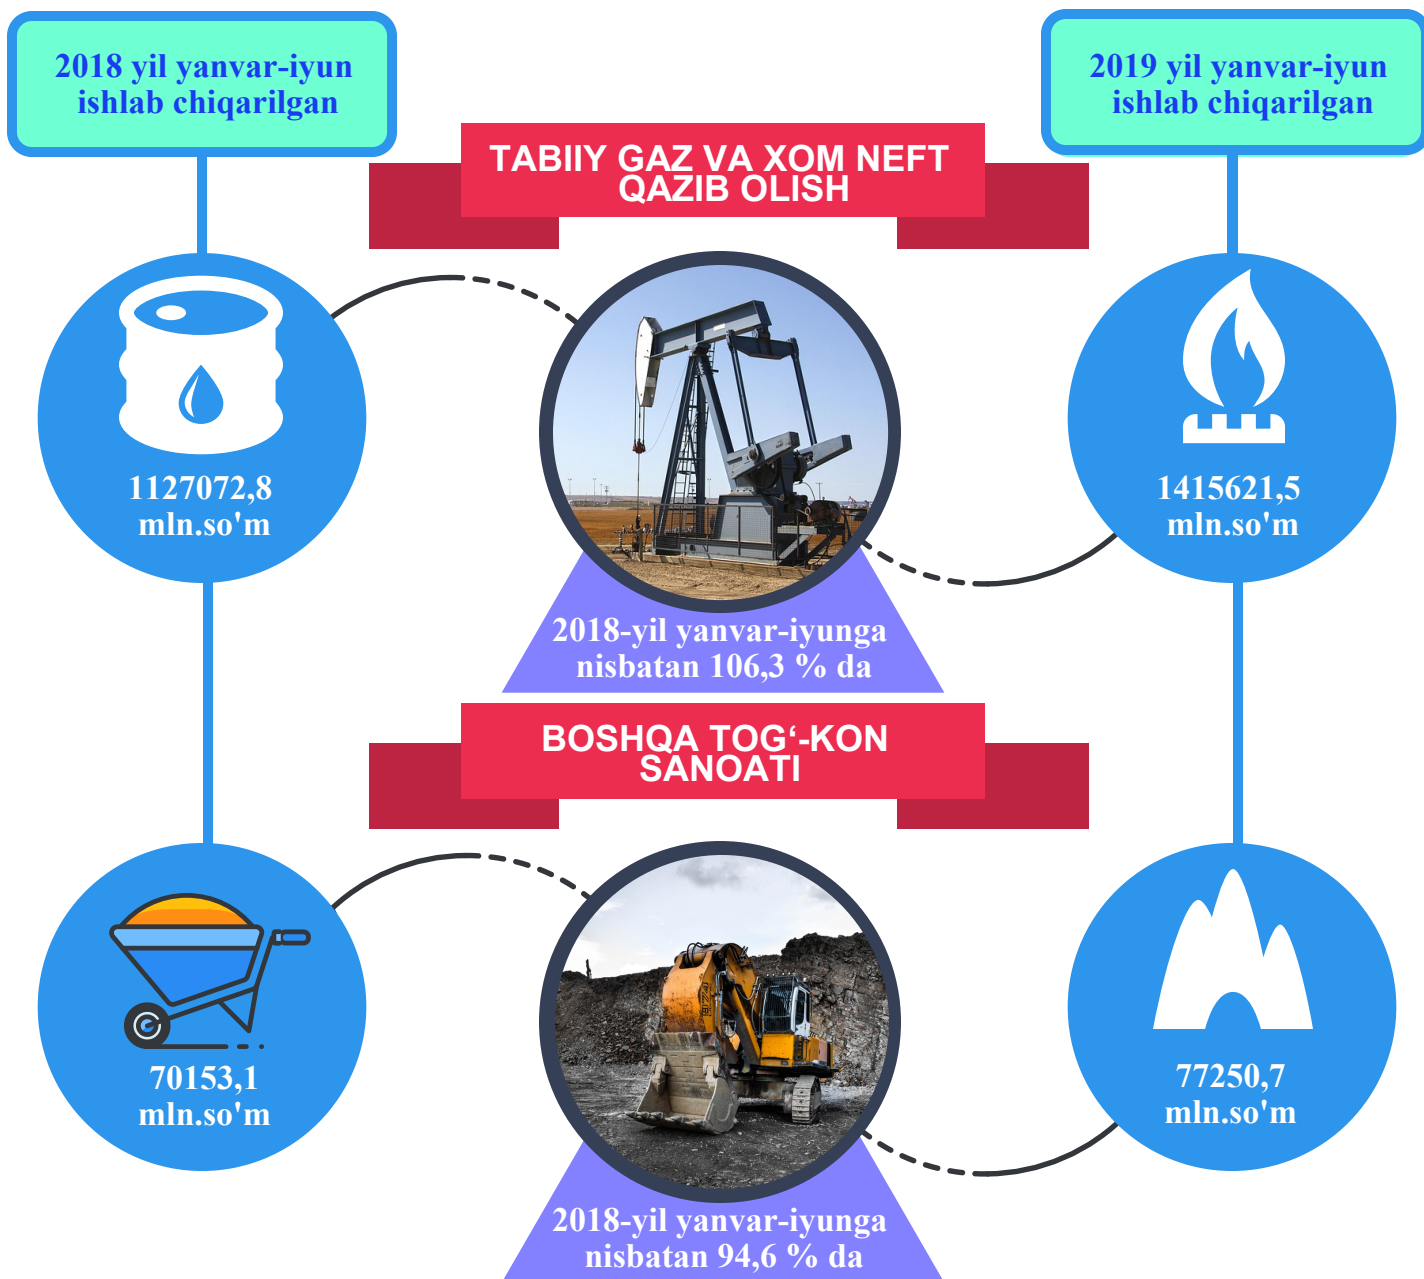 2018 yil yanvar-iyun
ishlab chiqarilgan
2019 yil yanvar-iyun
ishlab chiqarilgan
TABIIY GAZ VA XOM NEFT
QAZIB OLISH
1127072,8
mln.so'm
1415621,5
mln.so'm
2018-yil yanvar-iyunga
nisbatan 106,3 % da
BOSHQA TOG‘-KON
SANOATI
70153,1
mln.so'm
77250,7
mln.so'm
2018-yil yanvar-iyunga
nisbatan 94,6 % da